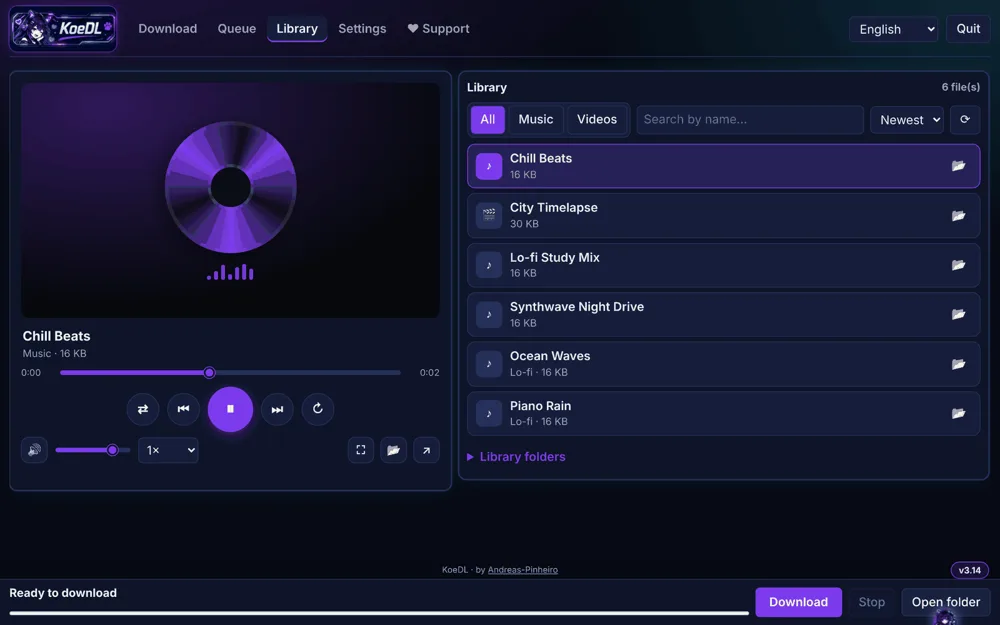 KoeDL
Download
Queue
Library
Settings
♥ Support
English
Quit
Library
6 file(s)
All
Music
Videos
Search by name...
Newest
Chill Beats
16 KB
City Timelapse
30 KB
Lo-fi Study Mix
16 KB
Synthwave Night Drive
16 KB
Ocean Waves
Lo-fi · 16 KB
Piano Rain
Lo-fi · 16 KB
Library folders
Chill Beats
Music · 16 KB
0:00
0:02
1×
KoeDL · by Andreas-Pinheiro
v3.14
Ready to download
Download
Stop
Open folder